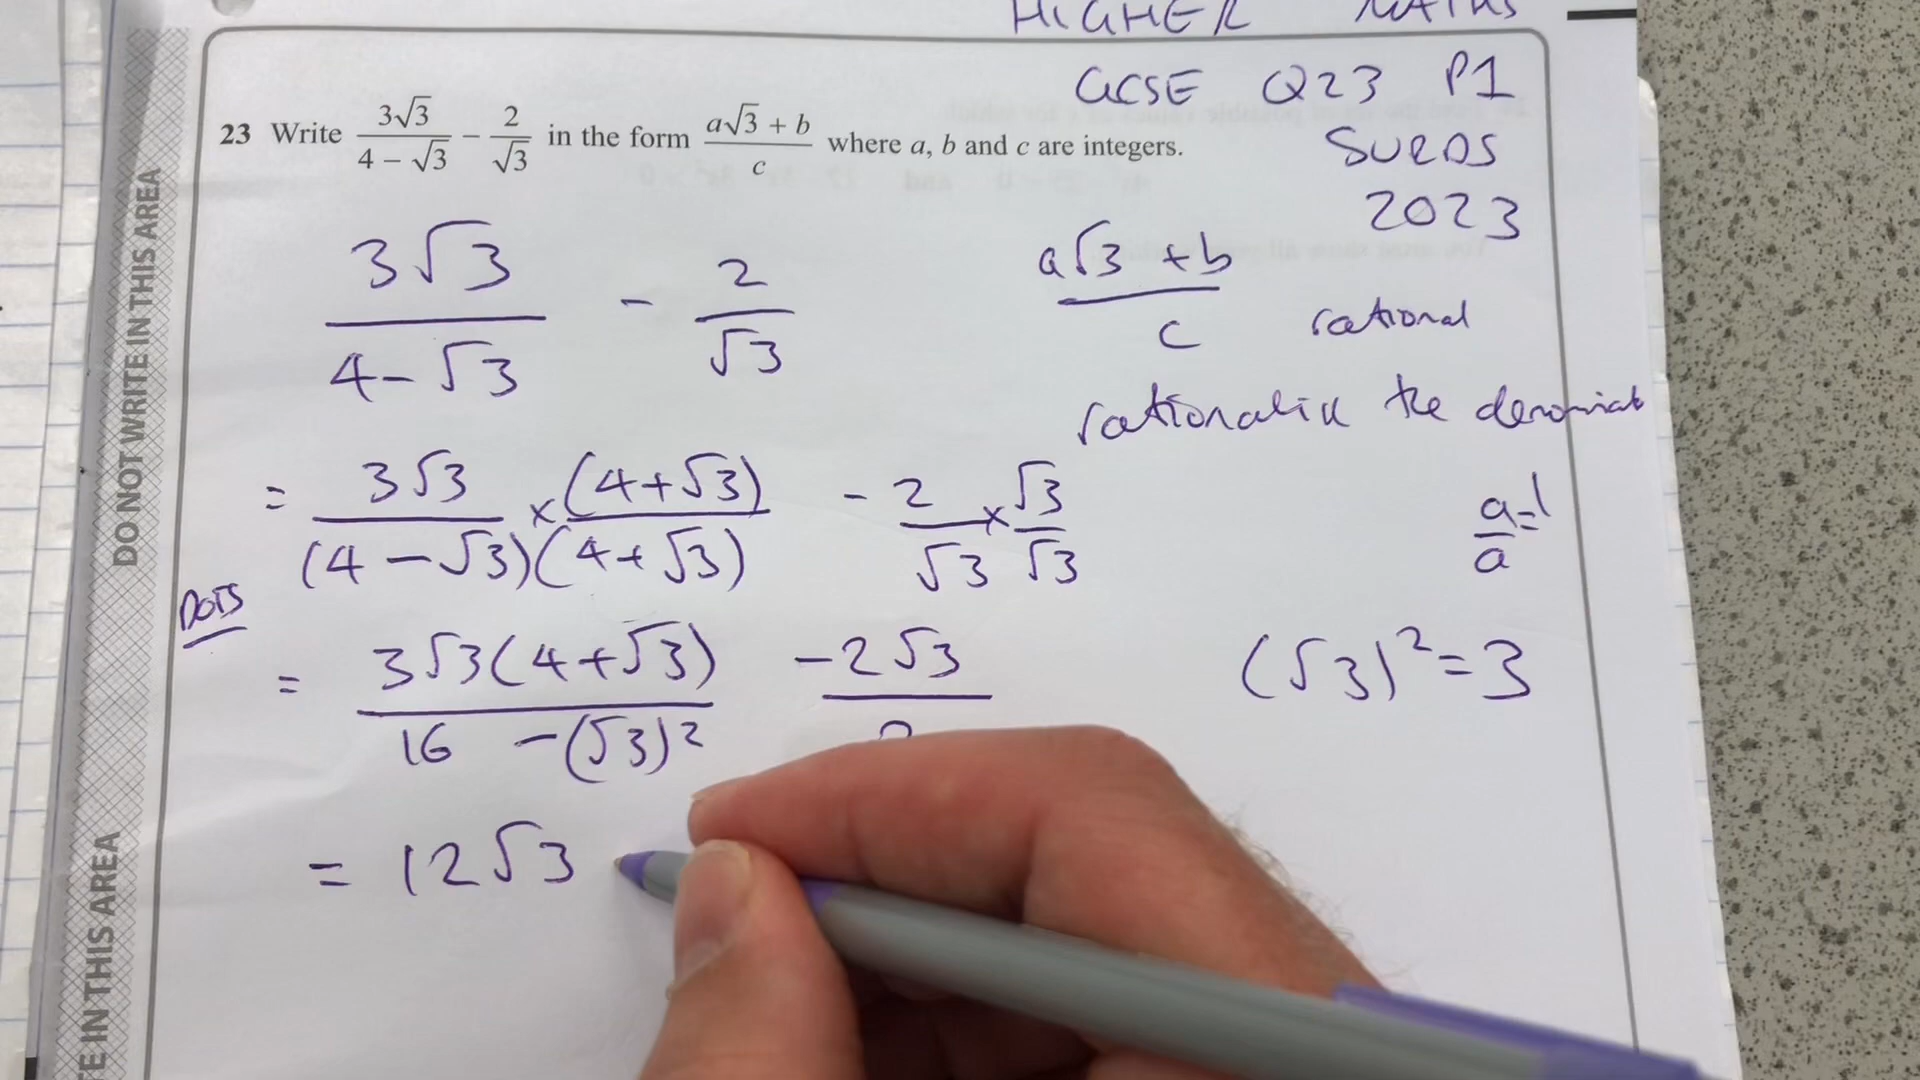 HIGHER MATHS
GCSE Q23 P1
SURDS
2023
23 Write (3√3)/(4 − √3) − 2/√3 in the form (a√3 + b)/c where a, b and c are integers.
(3√3)/(4−√3) − 2/√3
(a√3 + b)/c rational
rationalise the denominat
= (3√3)/((4−√3)) × ((4+√3))/((4+√3)) − 2/√3 × √3/√3
a/a = 1
DOTS
= (3√3(4+√3))/(16 −(√3)²) (−2√3)/
(√3)² = 3
= 12√3
DO NOT WRITE IN THIS AREA
TE IN THIS AREA